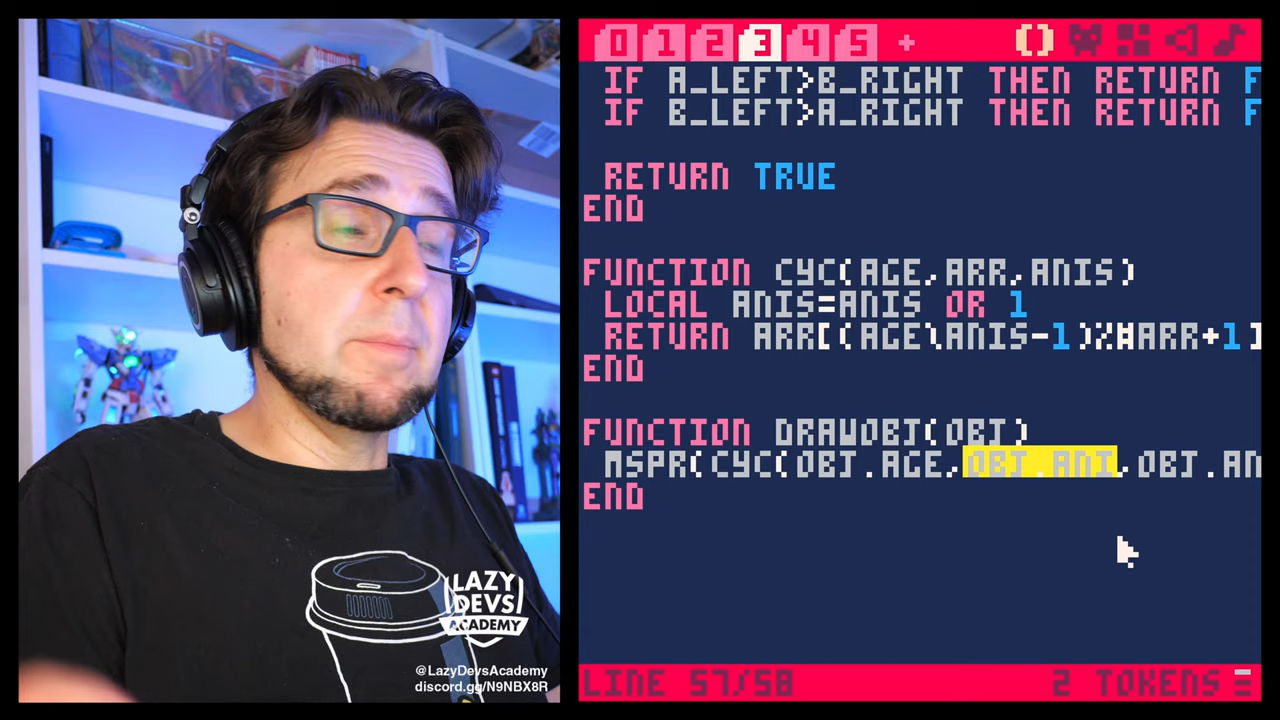 0 1 2 3 4 5 +
IF A_LEFT>B_RIGHT THEN RETURN F
IF B_LEFT>A_RIGHT THEN RETURN F
RETURN TRUE
END
FUNCTION CYC(AGE,ARR,ANIS)
LOCAL ANIS=ANIS OR 1
RETURN ARR[(AGE\ANIS-1)%#ARR+1]
END
FUNCTION DRAWOBJ(OBJ)
MSPR(CYC(OBJ.AGE,OBJ.ANI,OBJ.AN
END
LINE 57/58
2 TOKENS
LAZY
DEVS
ACADEMY
@LazyDevsAcademy
discord.gg/N9NBX8R